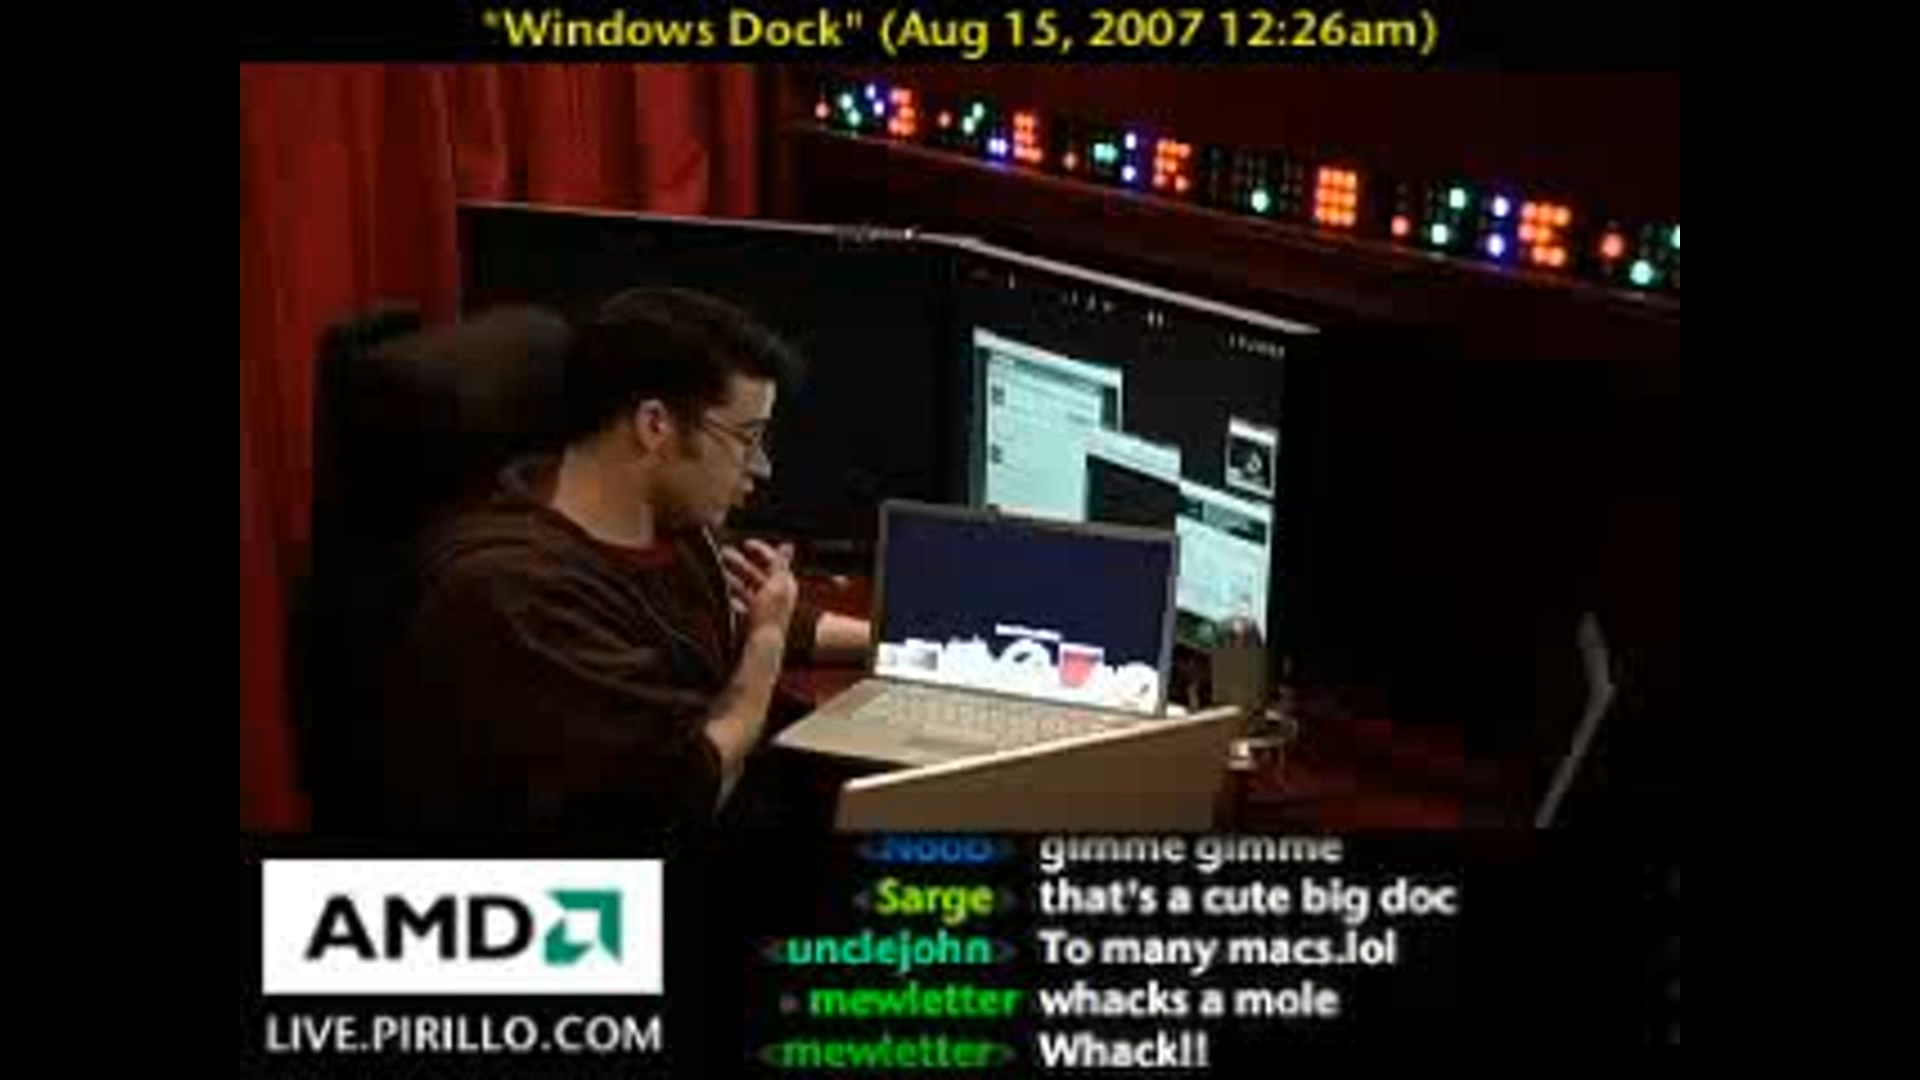 "Windows Dock" (Aug 15, 2007 12:26am)
<NOOB> gimme gimme
<Sarge> that's a cute big doc
<unclejohn> To many macs.lol
* mewletter whacks a mole
<mewletter> Whack!!
AMD
LIVE.PIRILLO.COM